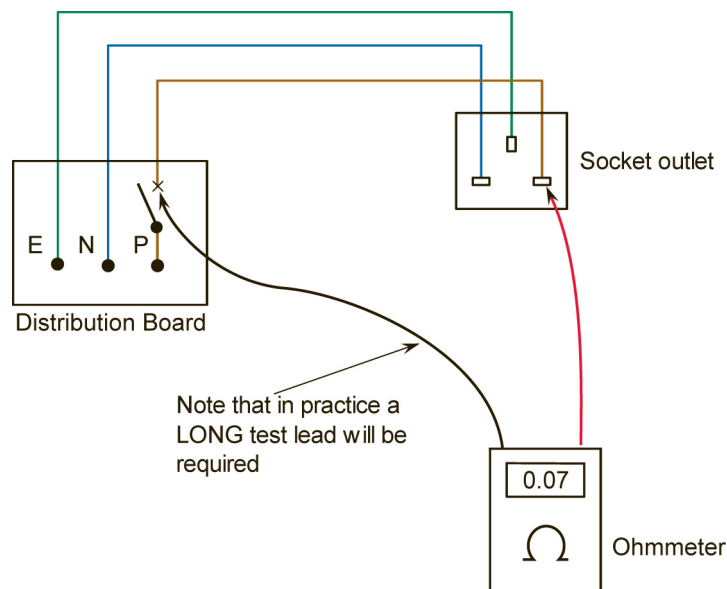 Socket outlet
E N P
Distribution Board
Note that in practice a
LONG test lead will be
required
0.07
Ω
Ohmmeter